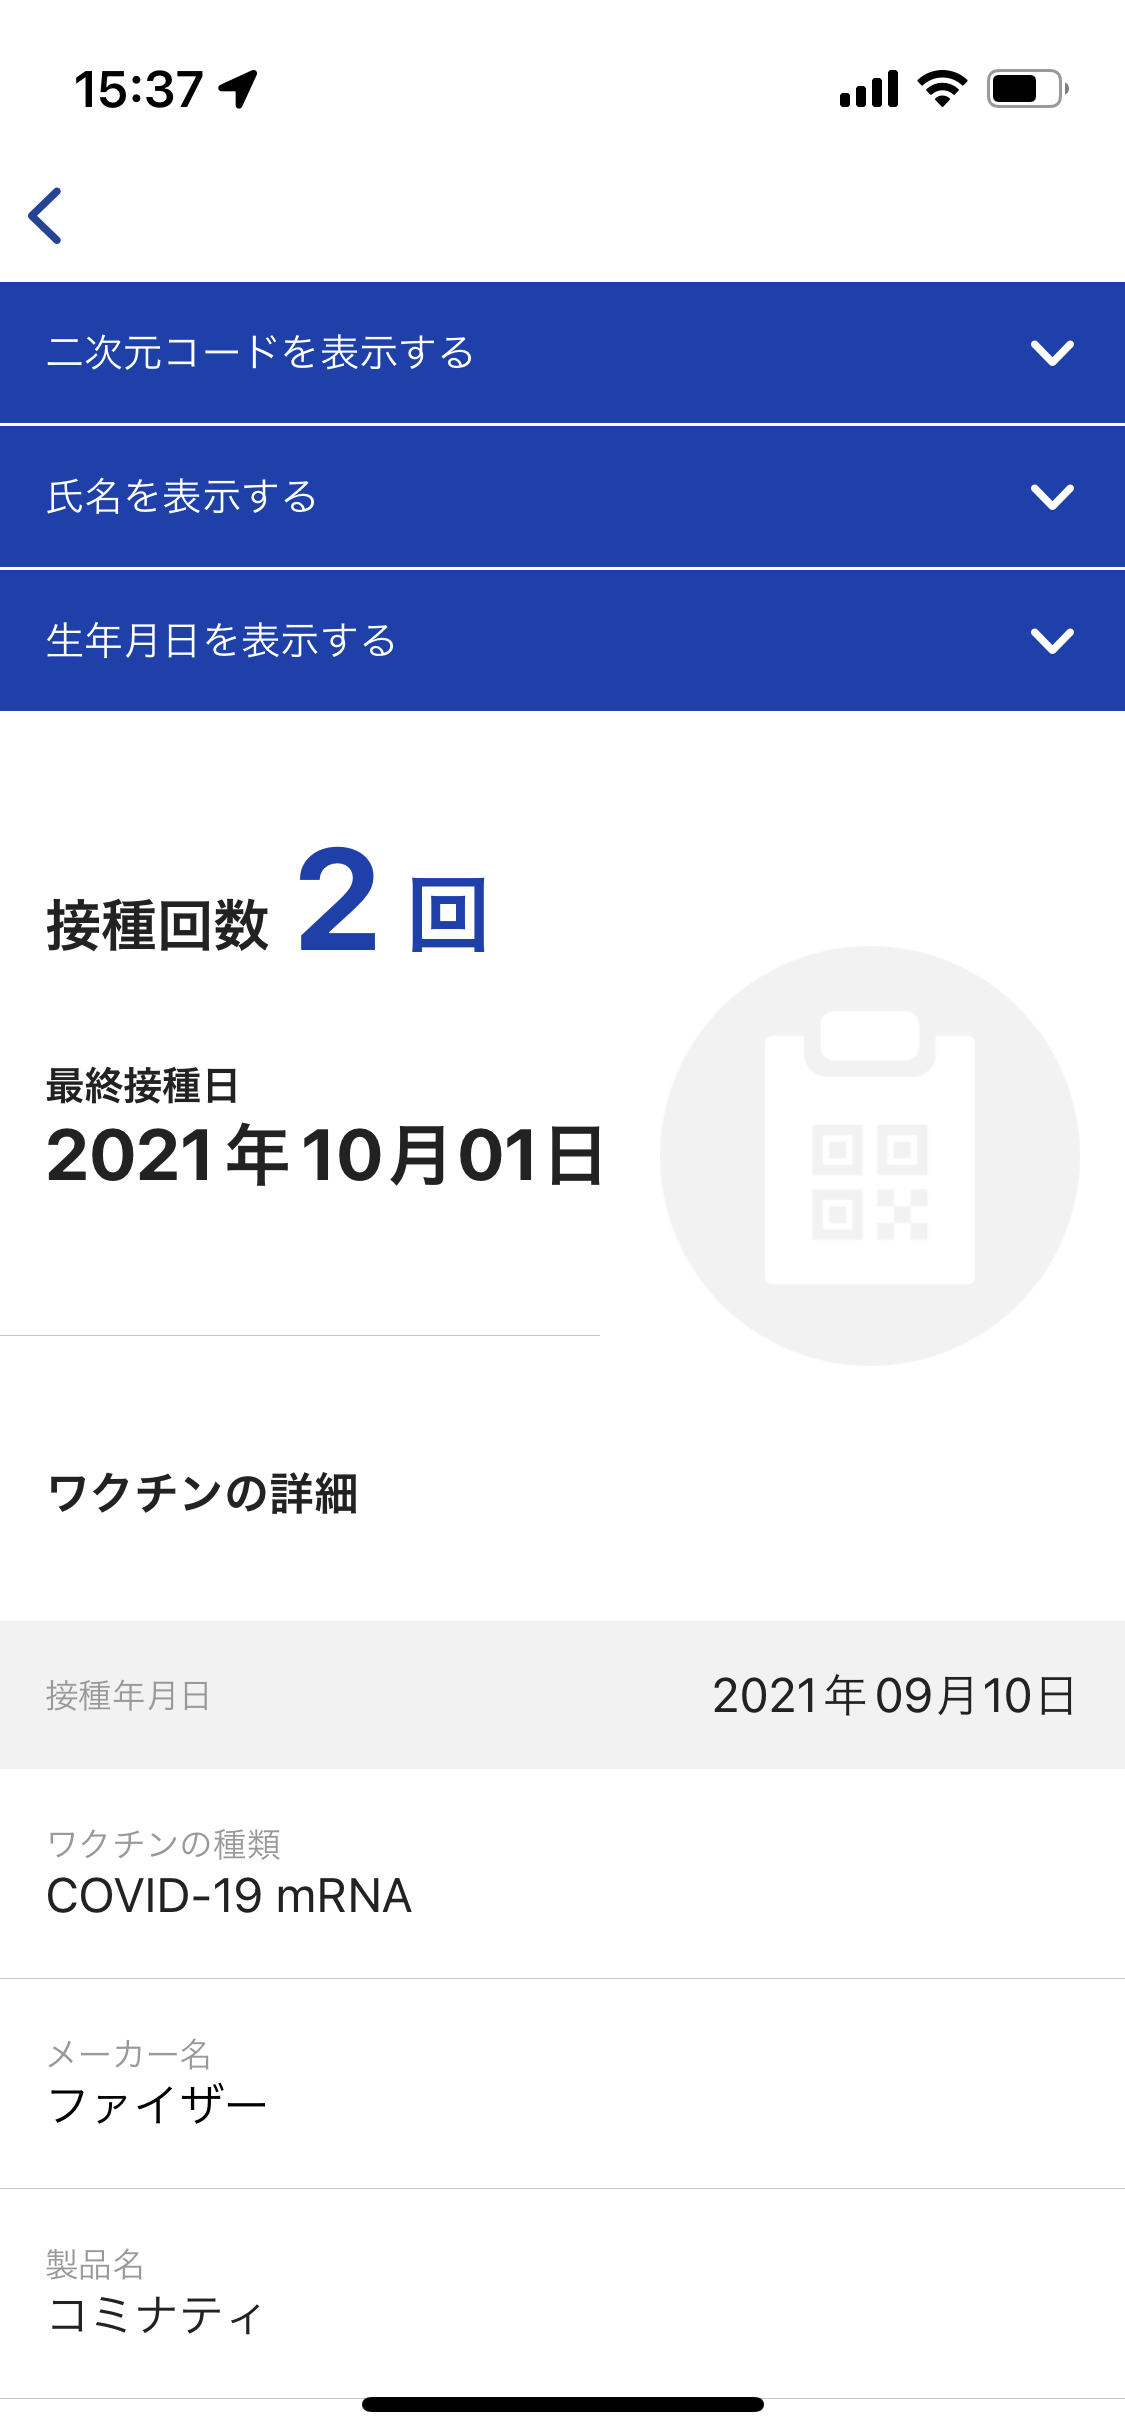 15:37
二次元コードを表示する
氏名を表示する
生年月日を表示する
接種回数 2 回
最終接種日
2021年10月01日
ワクチンの詳細
接種年月日 2021年09月10日
ワクチンの種類
COVID-19 mRNA
メーカー名
ファイザー
製品名
コミナティ